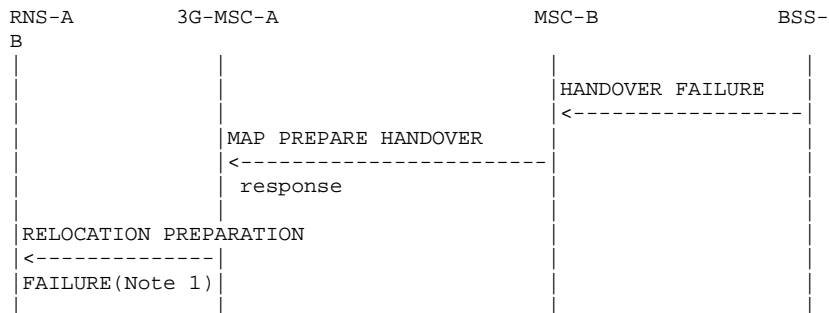 RNS-A 3G-MSC-A MSC-B BSS-
B
HANDOVER FAILURE
MAP PREPARE HANDOVER
response
RELOCATION PREPARATION
FAILURE(Note 1)